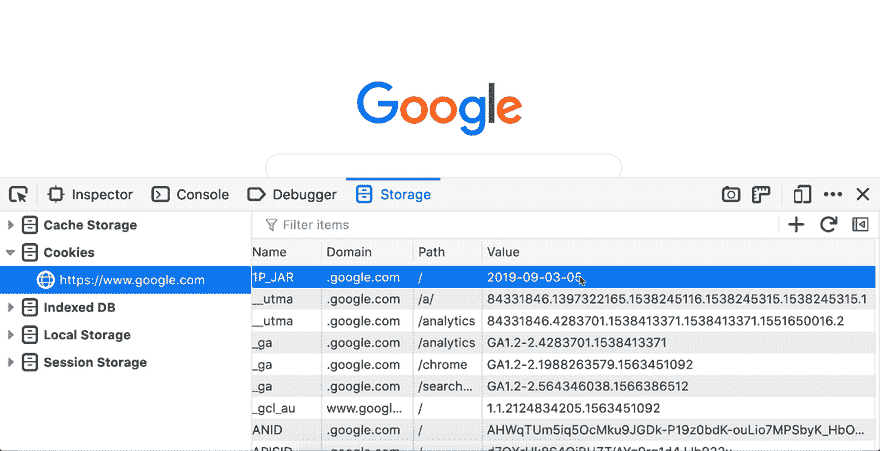 Google
Inspector Console Debugger Storage
Cache Storage
Filter items
Cookies
Name Domain Path Value
https://www.google.com
1P_JAR .google.com / 2019-09-03-05
__utma .google.com /a/ 84331846.1397322165.1538245116.1538245315.1538245315.1
Indexed DB
__utma .google.com /analytics 84331846.4283701.1538413371.1538413371.1551650016.2
Local Storage
_ga .google.com /analytics GA1.2-2.4283701.1538413371
Session Storage
_ga .google.com /chrome GA1.2-2.1988263579.1563451092
_ga .google.com /search... GA1.2-2.564346038.1566386512
_gcl_au www.googl... / 1.1.2124834205.1563451092
ANID .google.com / AHWqTUm5iq5OcMku9JGDk-P19z0bdK-ouLio7MPSbyK_HbO...